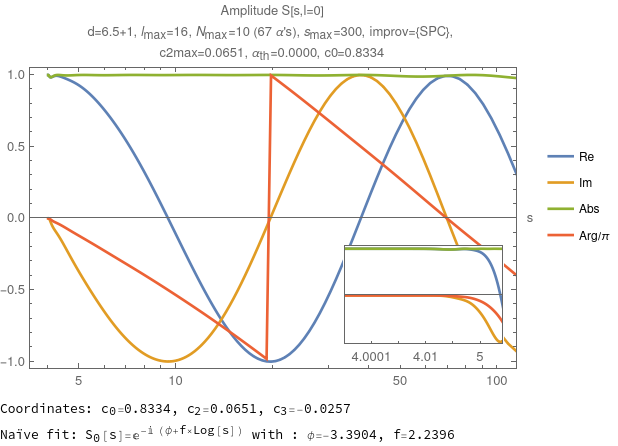 Amplitude S[s,l=0]
d=6.5+1, lmax=16, Nmax=10 (67 α's), smax=300, improv={SPC},
c2max=0.0651, αth=0.0000, c0=0.8334
1.0
0.5
0.0
-0.5
-1.0
s
Re
Im
Abs
Arg/π
4.0001 4.01 5
5 10 50 100
Coordinates: c0=0.8334, c2=0.0651, c3=-0.0257
Naïve fit: S0[s]=e^-i (ϕ+f×Log[s]) with : ϕ=-3.3904, f=2.2396